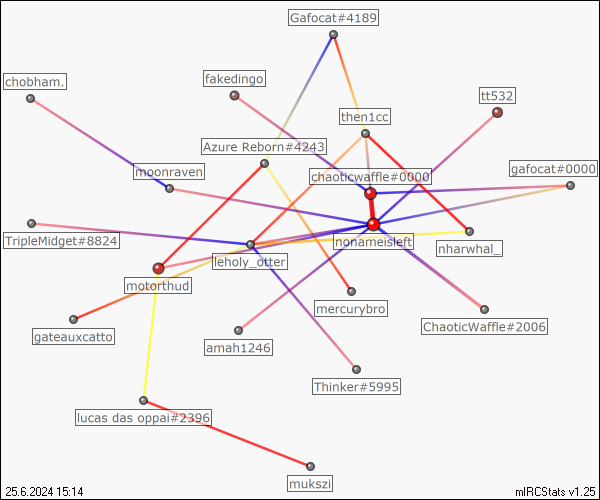 Gafocat#4189
chobham.
fakedingo
tt532
then1cc
Azure Reborn#4243
moonraven
chaoticwaffle#0000
gafocat#0000
TripleMidget#8824
nonameisleft
nharwhal_
leholy_otter
motorthud
mercurybro
ChaoticWaffle#2006
gateauxcatto
amah1246
Thinker#5995
lucas das oppai#2396
mukszi
25.6.2024 15:14
mIRCStats v1.25